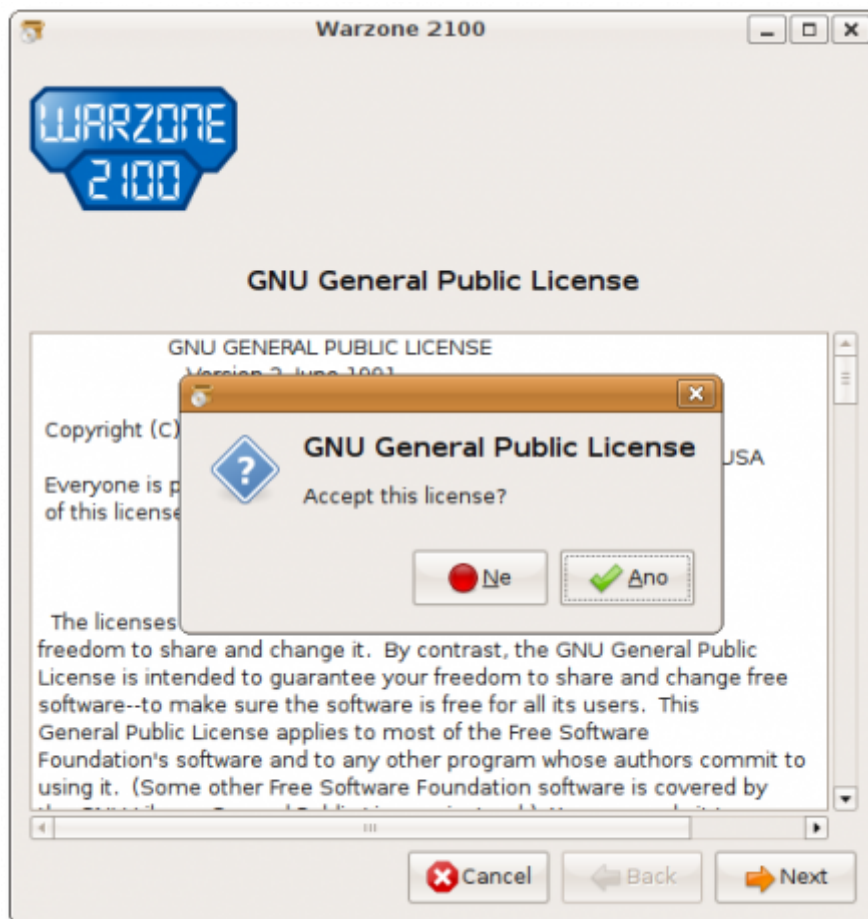 Warzone 2100
WARZONE
2100
GNU General Public License
GNU GENERAL PUBLIC LICENSE
Version 2, June 1991
Copyright (C)
USA
Everyone is p
of this license
GNU General Public License
Accept this license?
Ne
Ano
The licenses
freedom to share and change it. By contrast, the GNU General Public
License is intended to guarantee your freedom to share and change free
software--to make sure the software is free for all its users. This
General Public License applies to most of the Free Software
Foundation's software and to any other program whose authors commit to
using it. (Some other Free Software Foundation software is covered by
Cancel
Back
Next